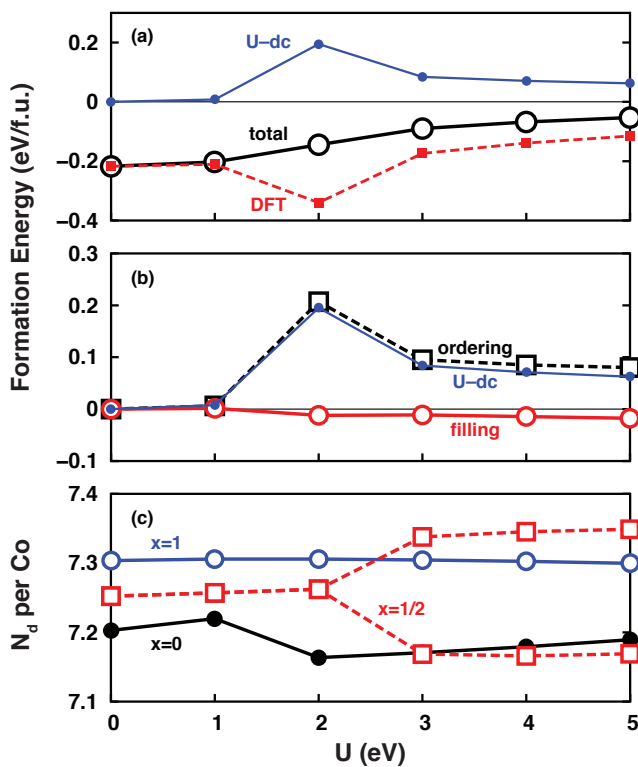 Formation Energy (eV/f.u.)
(a)
U−dc
total
DFT
0.2
0
−0.2
−0.4
(b)
ordering
U−dc
filling
0.3
0.2
0.1
0
−0.1
N_d per Co
(c)
x=1
x=1/2
x=0
7.4
7.3
7.2
7.1
0 1 2 3 4 5
U (eV)